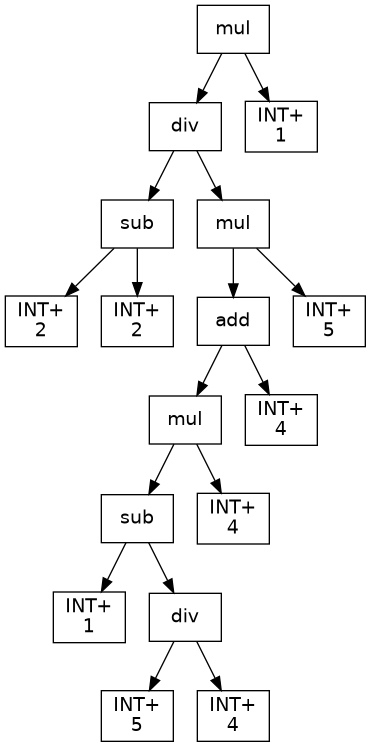 mul
div
INT+
1
sub
mul
INT+
2
INT+
2
add
INT+
5
mul
INT+
4
sub
INT+
4
INT+
1
div
INT+
5
INT+
4